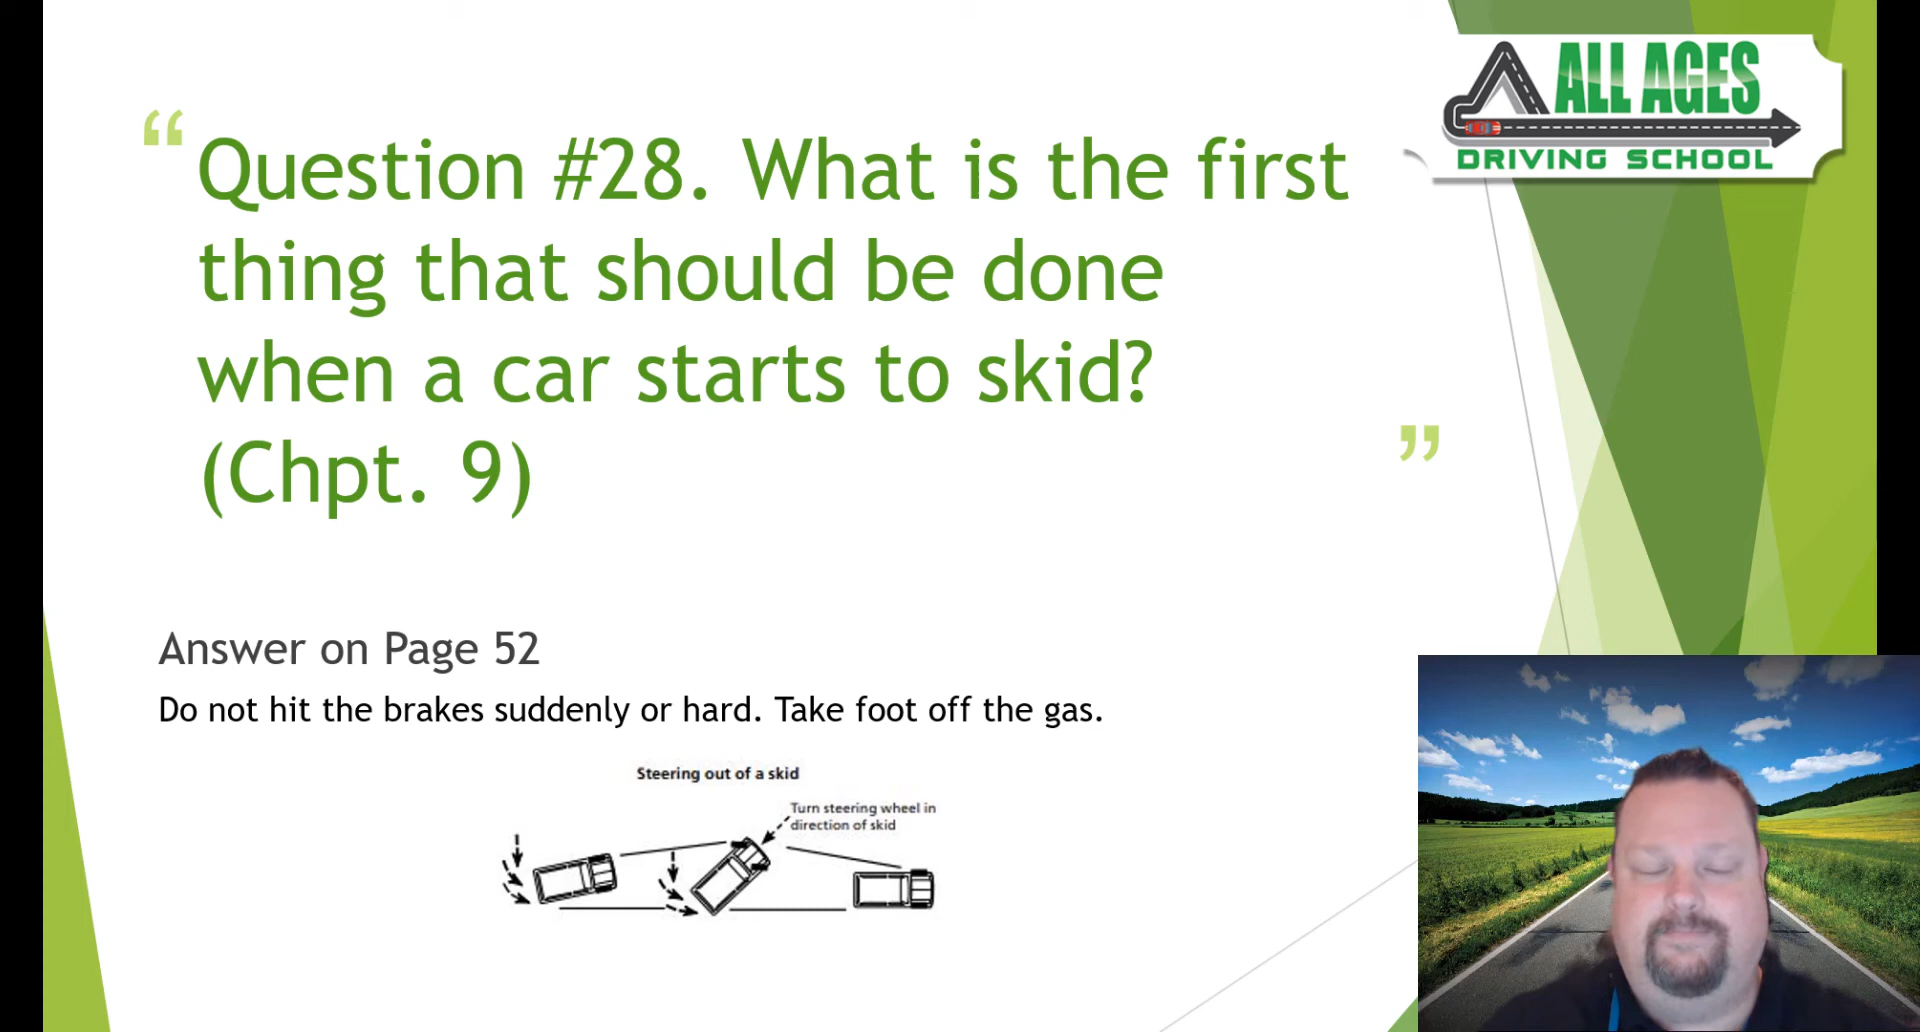 ALL AGES
DRIVING SCHOOL
“ Question #28. What is the first
thing that should be done
when a car starts to skid?
(Chpt. 9) ”
Answer on Page 52
Do not hit the brakes suddenly or hard. Take foot off the gas.
Steering out of a skid
Turn steering wheel in
direction of skid